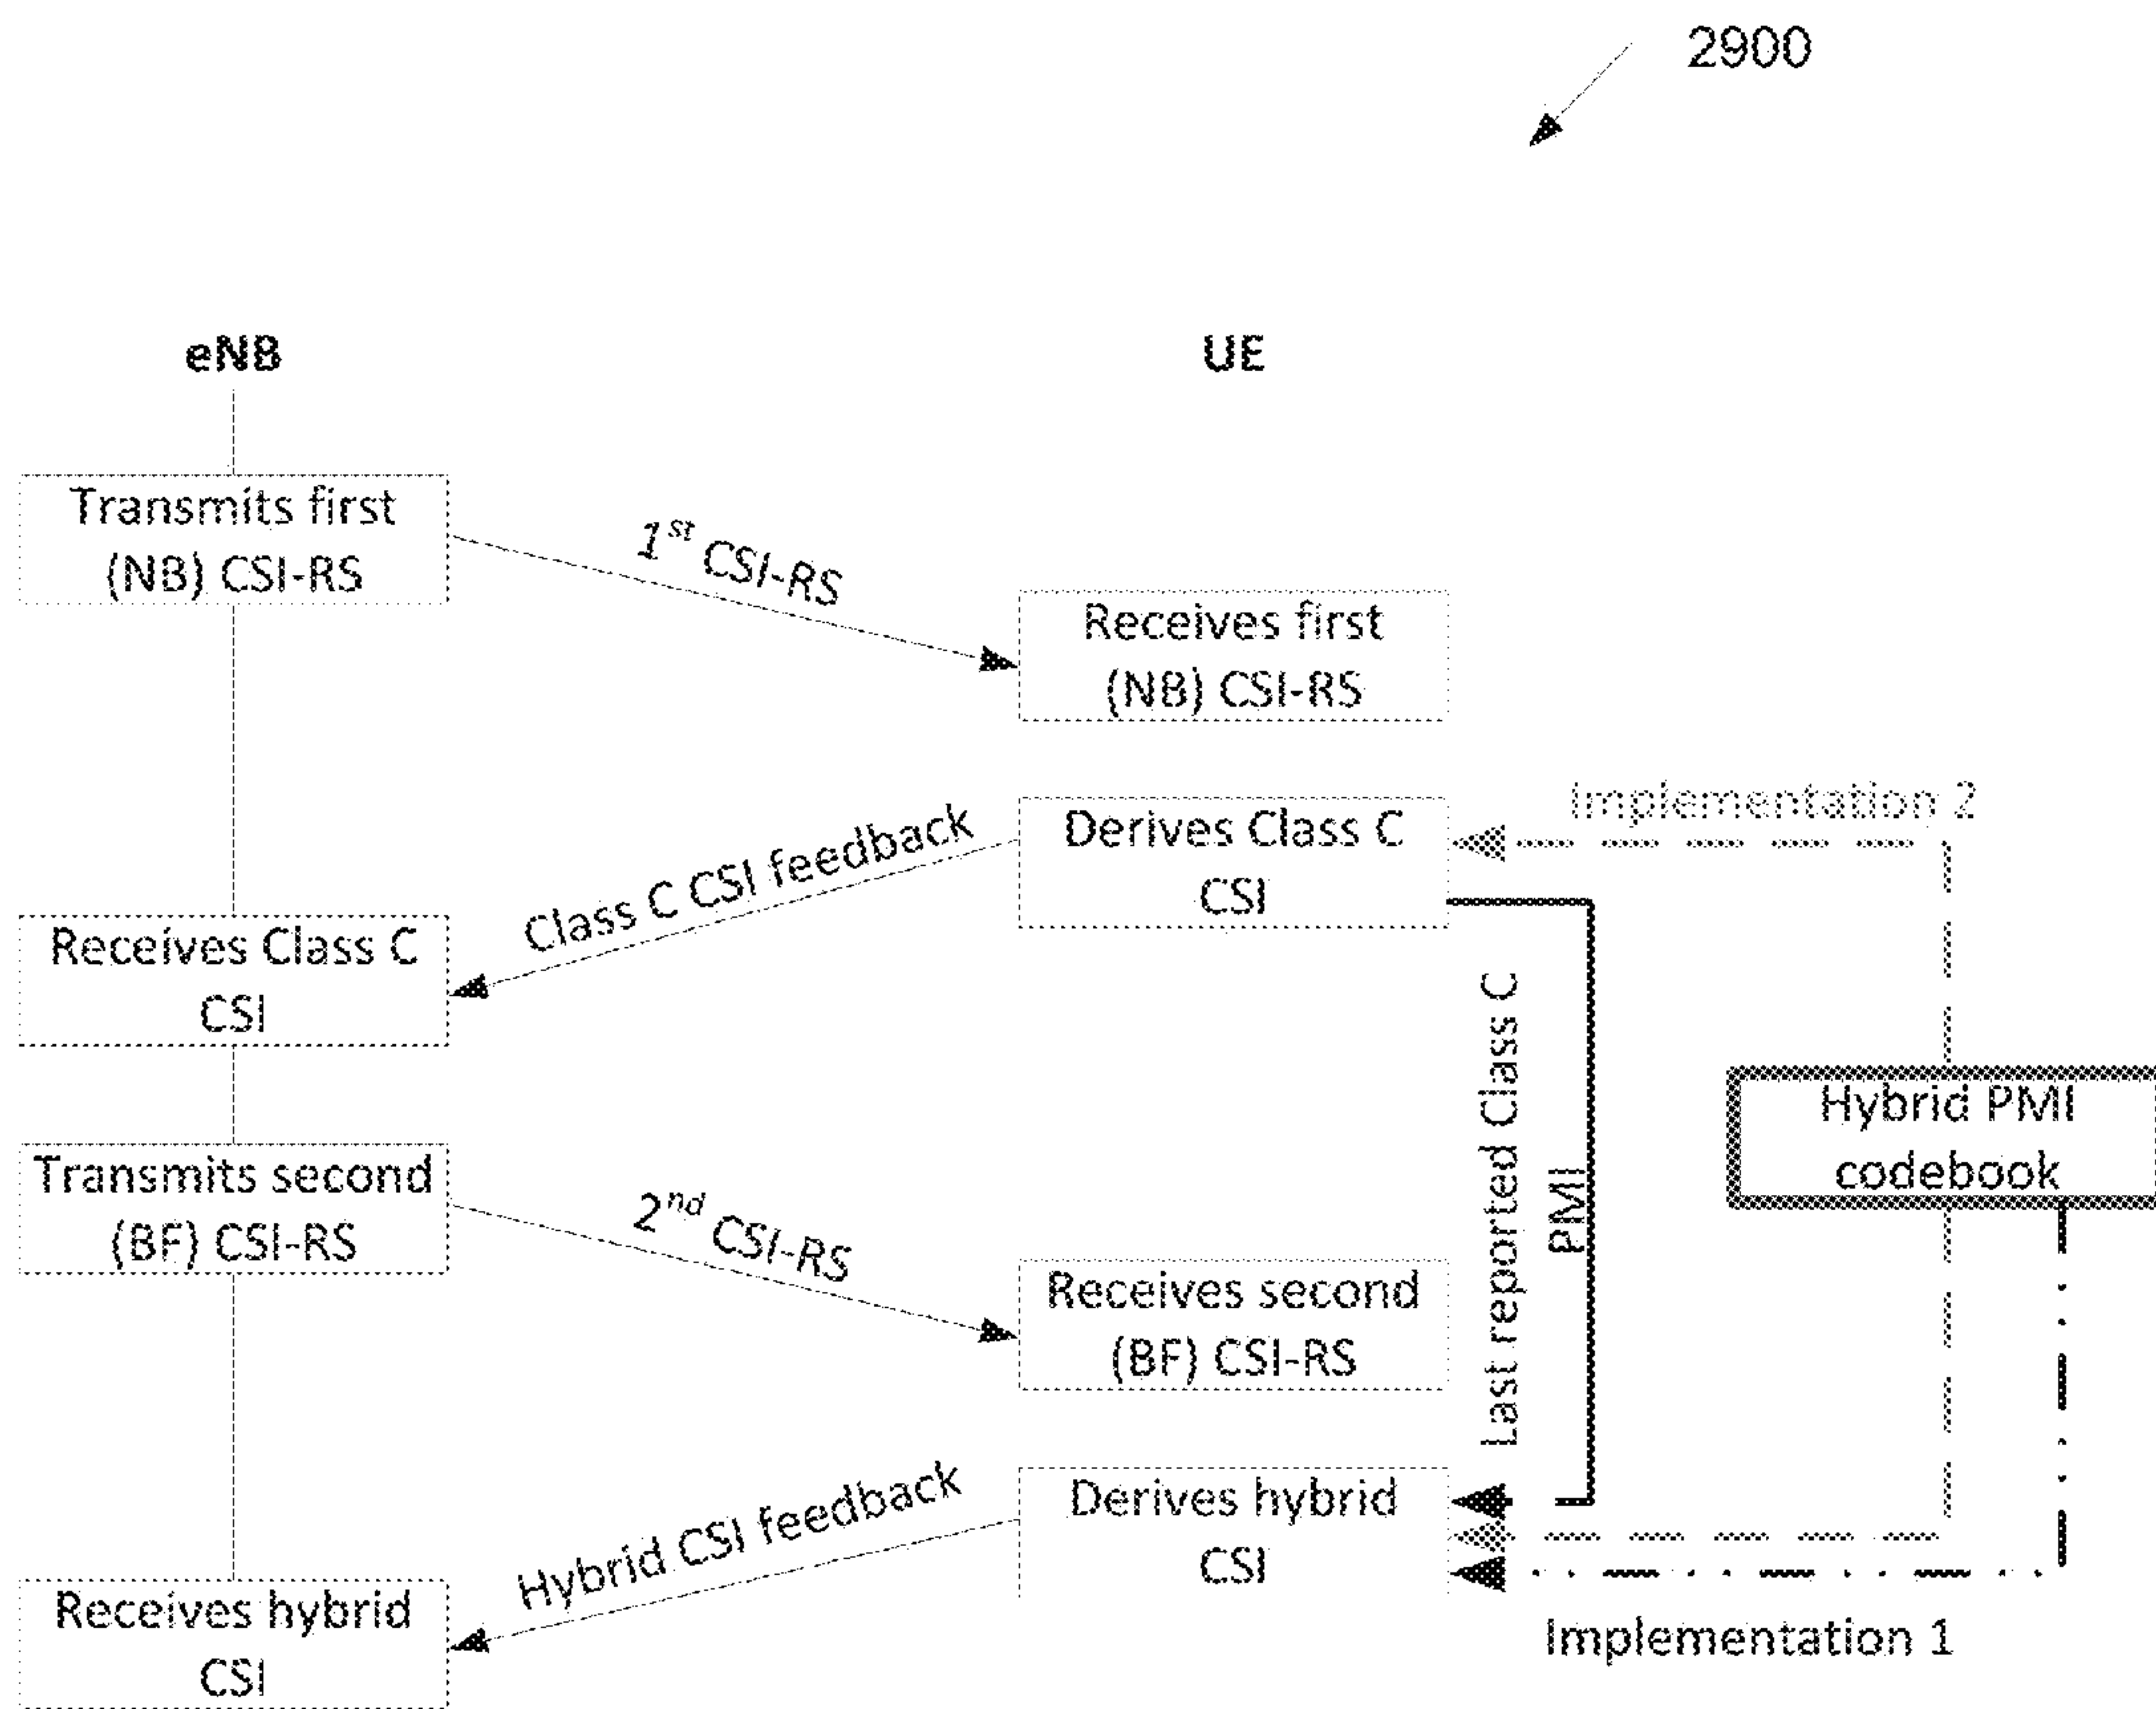 2900
eNB
UE
Transmits first
(NB) CSI-RS
1st CSI-RS
Receives first
(NB) CSI-RS
Implementation 2
Derives Class C
CSI
Class C CSI feedback
Receives Class C
CSI
Last reported Class C
PMI
Hybrid PMI
codebook
Transmits second
(BF) CSI-RS
2nd CSI-RS
Receives second
(BF) CSI-RS
Derives hybrid
CSI
Hybrid CSI feedback
Receives hybrid
CSI
Implementation 1